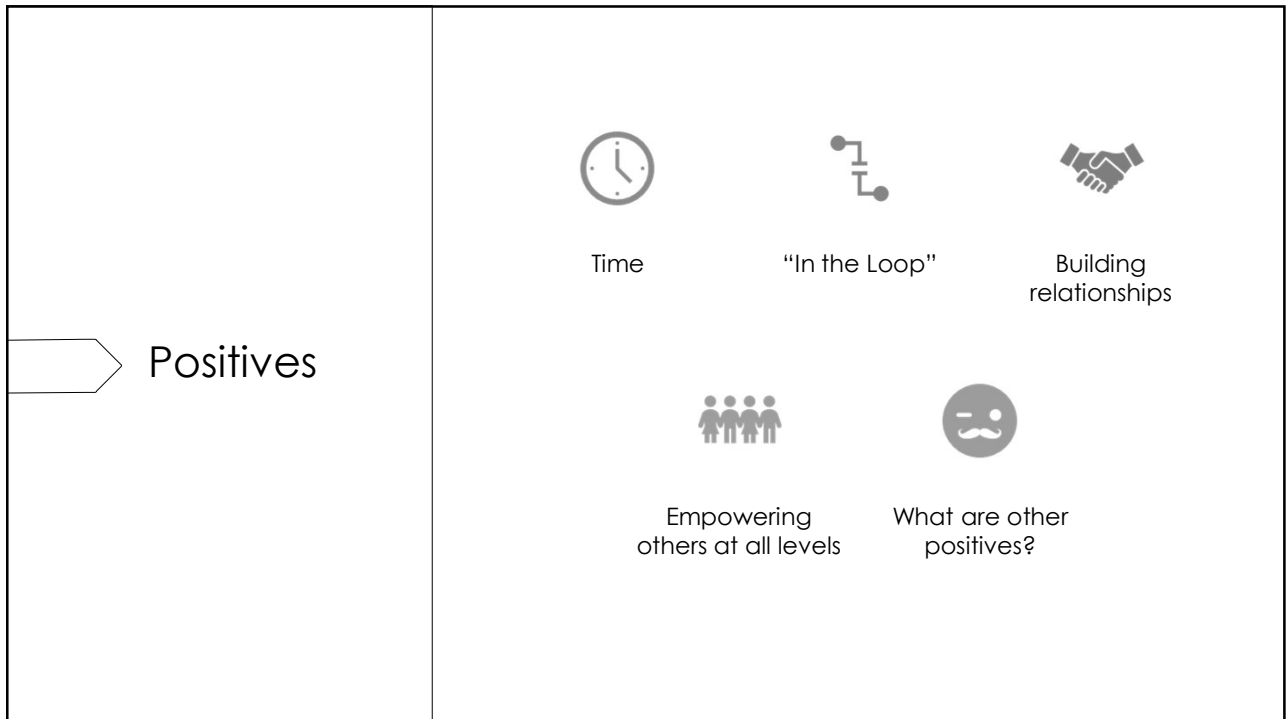 Positives
Time
“In the Loop”
Building
relationships
Empowering
others at all levels
What are other
positives?